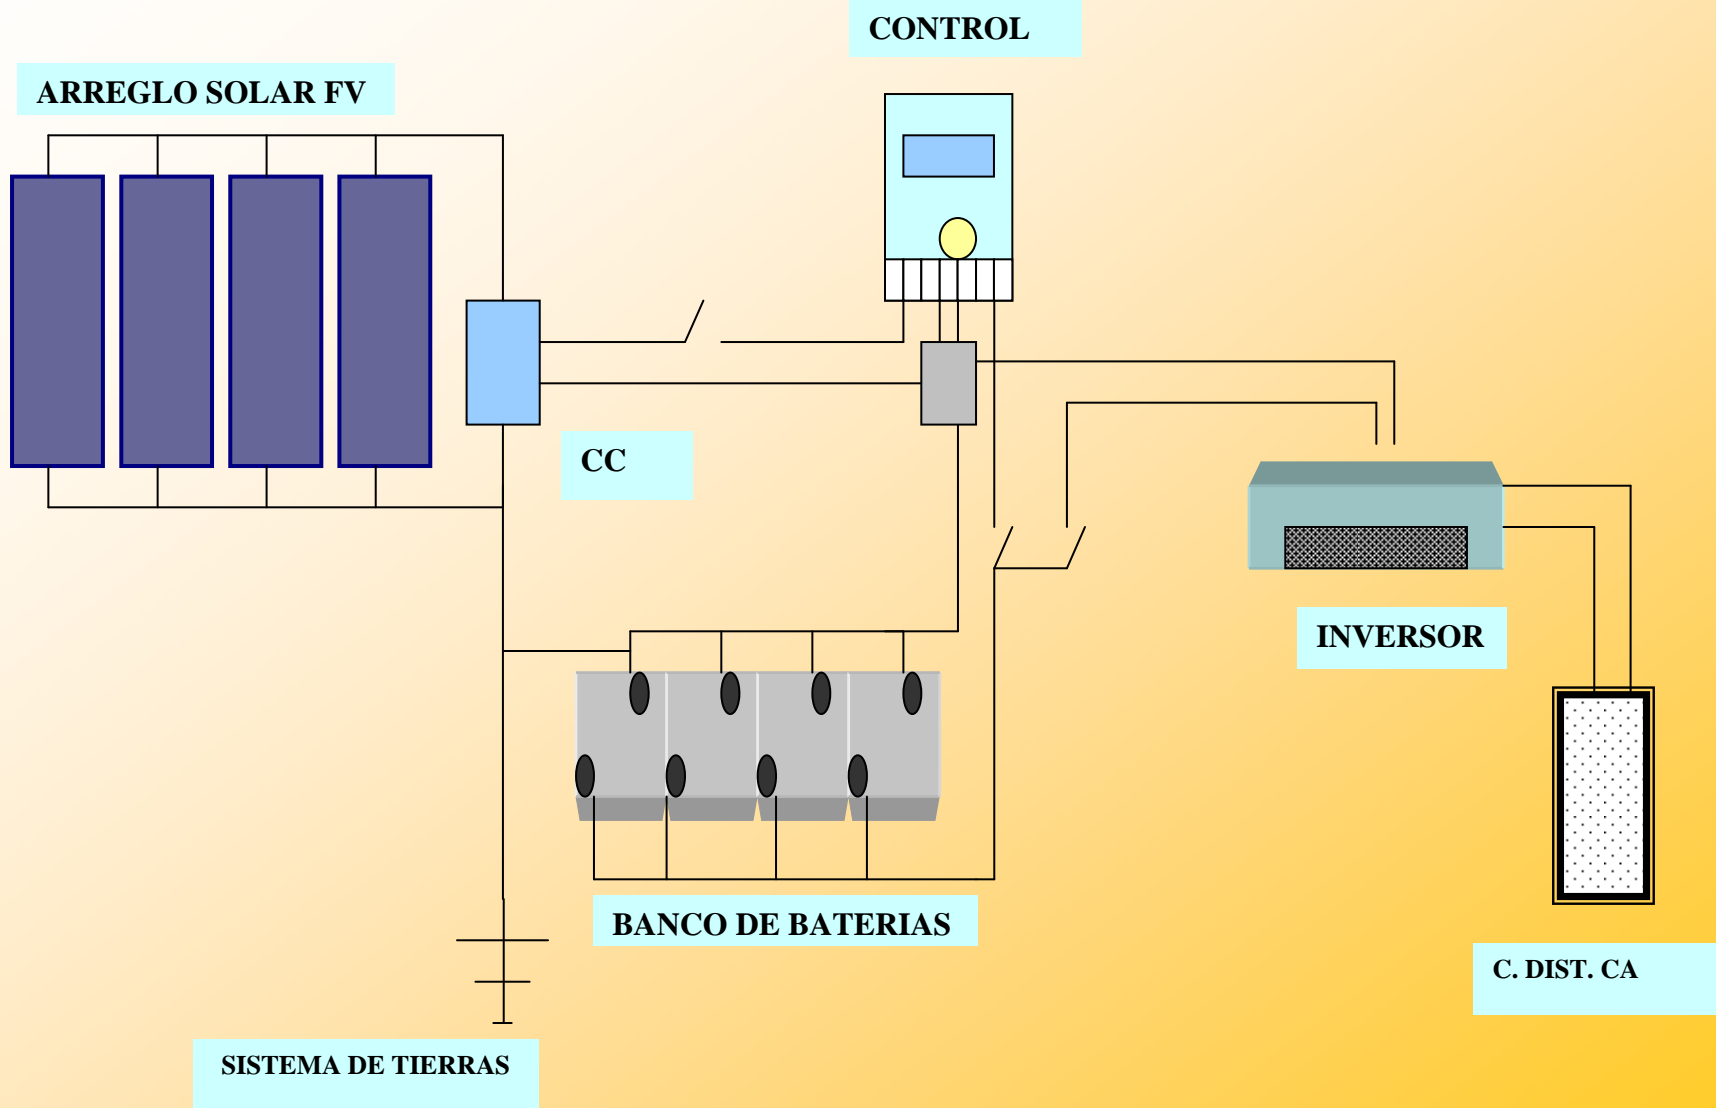 CONTROL
ARREGLO SOLAR FV
CC
INVERSOR
BANCO DE BATERIAS
C. DIST. CA
SISTEMA DE TIERRAS